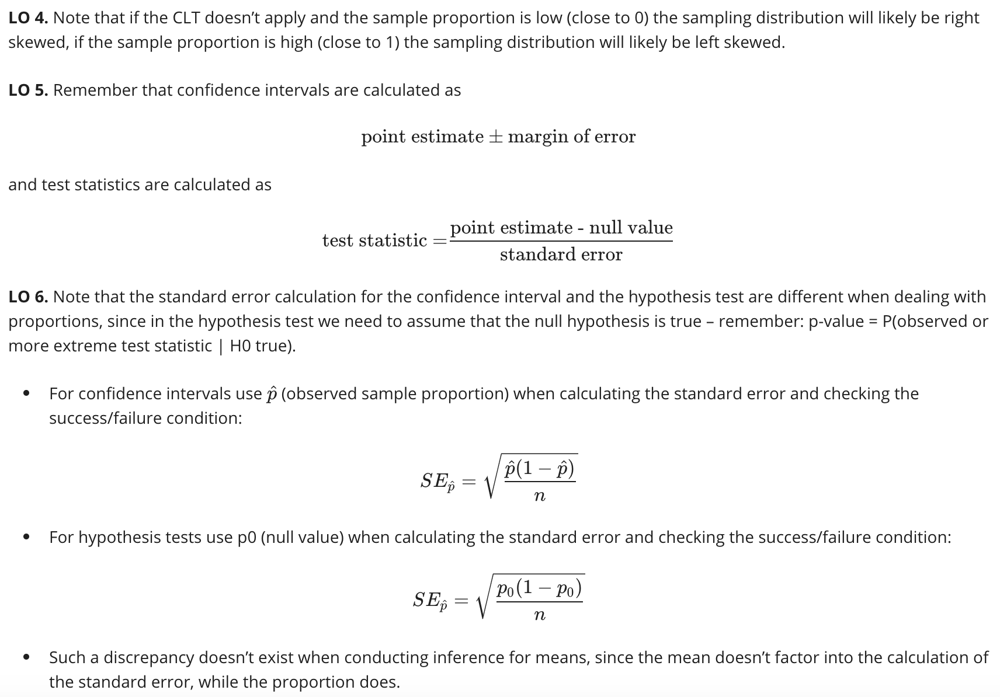 LO 4. Note that if the CLT doesn’t apply and the sample proportion is low (close to 0) the sampling distribution will likely be right
skewed, if the sample proportion is high (close to 1) the sampling distribution will likely be left skewed.
LO 5. Remember that confidence intervals are calculated as
point estimate ± margin of error
and test statistics are calculated as
test statistic = \frac{point estimate - null value}{standard error}
LO 6. Note that the standard error calculation for the confidence interval and the hypothesis test are different when dealing with
proportions, since in the hypothesis test we need to assume that the null hypothesis is true – remember: p-value = P(observed or
more extreme test statistic | H0 true).
• For confidence intervals use p̂ (observed sample proportion) when calculating the standard error and checking the
success/failure condition:
SE_{\hat{p}} = \sqrt{\frac{\hat{p}(1 − \hat{p})}{n}}
• For hypothesis tests use p0 (null value) when calculating the standard error and checking the success/failure condition:
SE_{\hat{p}} = \sqrt{\frac{p_0(1 − p_0)}{n}}
• Such a discrepancy doesn’t exist when conducting inference for means, since the mean doesn’t factor into the calculation of
the standard error, while the proportion does.